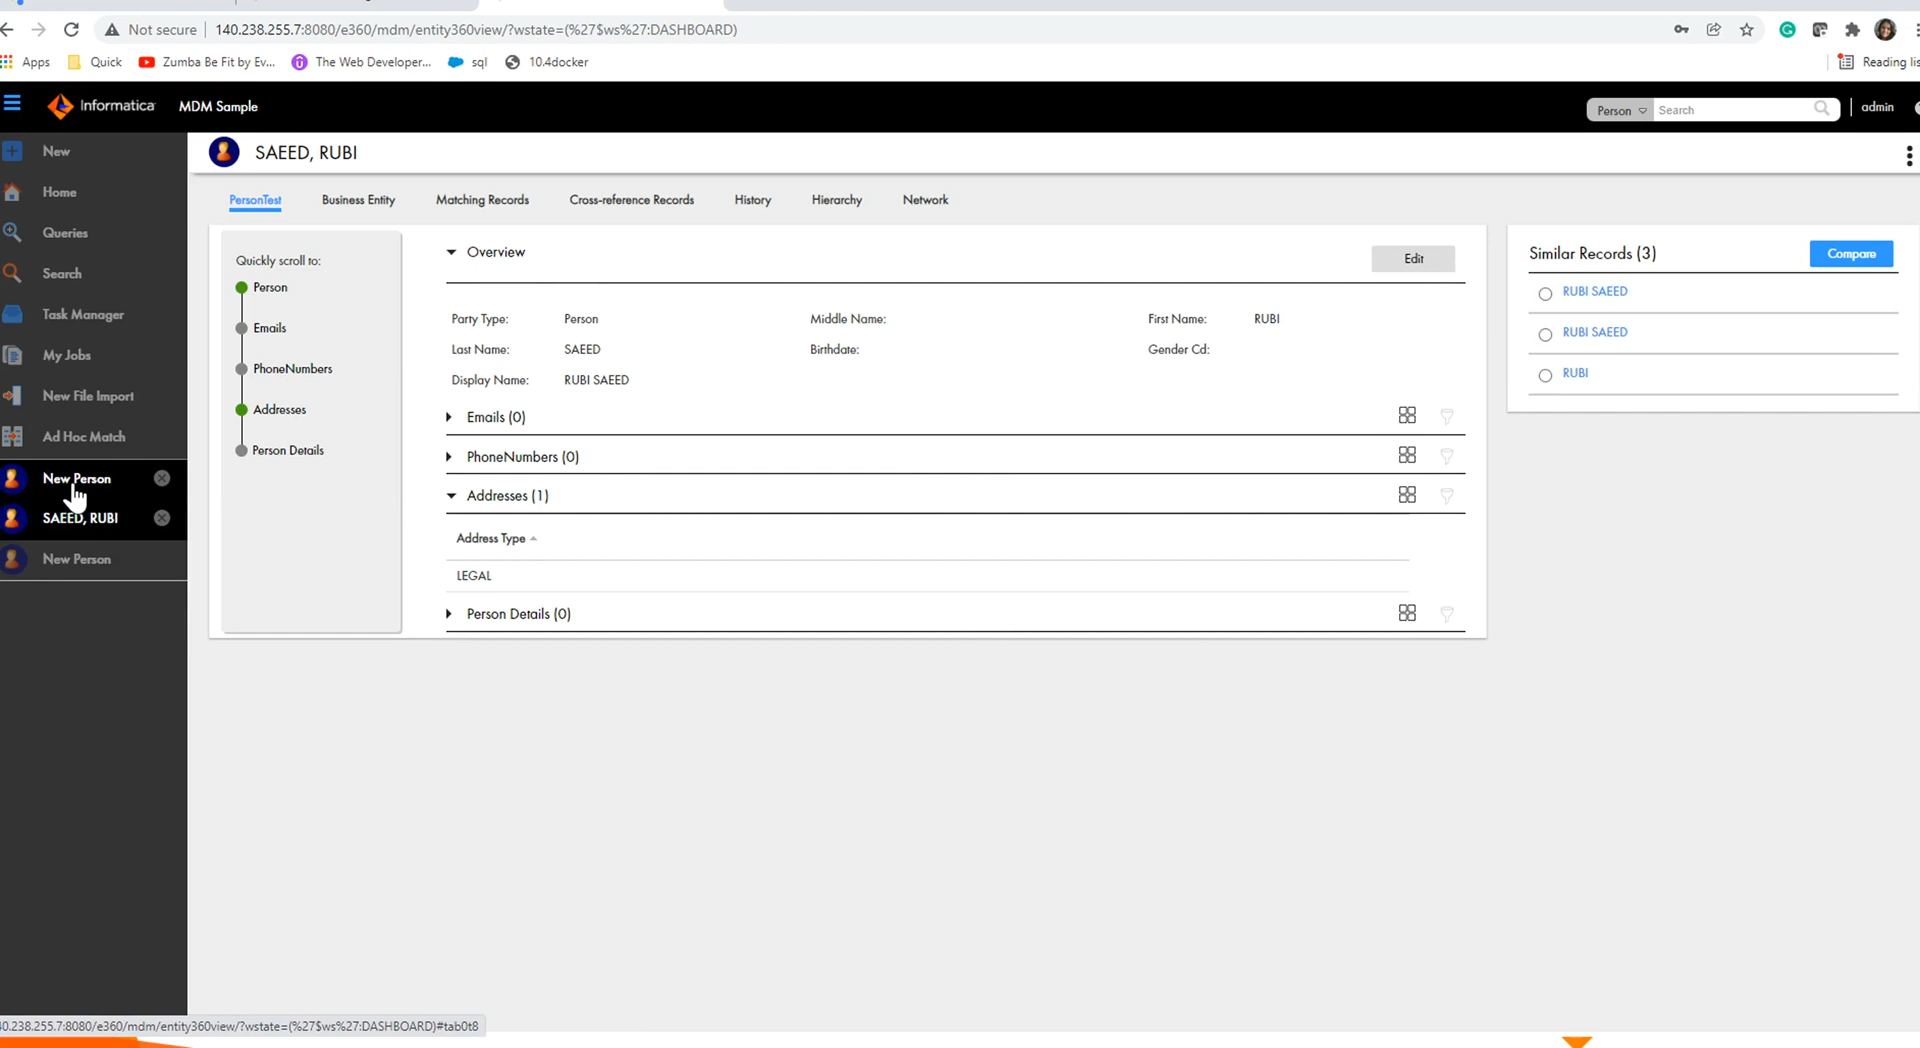 Not secure
140.238.255.7:8080/e360/mdm/entity360view/?wstate=(%27$ws%27:DASHBOARD)
Apps
Quick
Zumba Be Fit by Ev...
The Web Developer...
sql
10.4docker
Reading lis
Informatica
MDM Sample
Person
Search
admin
New
Home
Queries
Search
Task Manager
My Jobs
New File Import
Ad Hoc Match
New Person
SAEED, RUBI
New Person
SAEED, RUBI
PersonTest
Business Entity
Matching Records
Cross-reference Records
History
Hierarchy
Network
Quickly scroll to:
Person
Emails
PhoneNumbers
Addresses
Person Details
Overview
Edit
Party Type: Person
Middle Name:
First Name: RUBI
Last Name: SAEED
Birthdate:
Gender Cd:
Display Name: RUBI SAEED
Emails (0)
PhoneNumbers (0)
Addresses (1)
Address Type
LEGAL
Person Details (0)
Similar Records (3)
Compare
RUBI SAEED
RUBI SAEED
RUBI
40.238.255.7:8080/e360/mdm/entity360view/?wstate=(%27$ws%27:DASHBOARD)#tab0t8